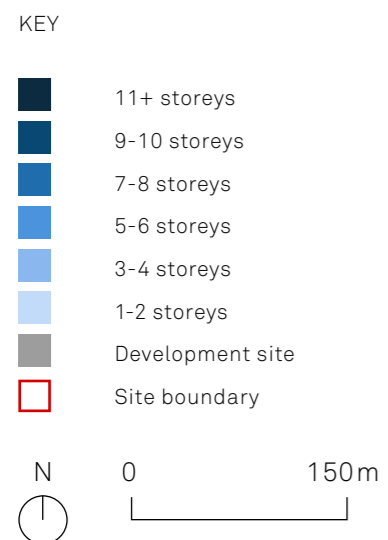 KEY
11+ storeys
9-10 storeys
7-8 storeys
5-6 storeys
3-4 storeys
1-2 storeys
Development site
Site boundary
N 0 150m